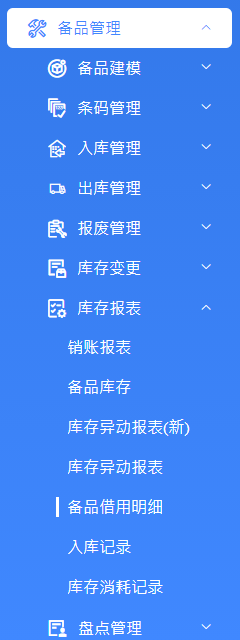 备品管理
备品建模
条码管理
入库管理
出库管理
报废管理
库存变更
库存报表
销账报表
备品库存
库存异动报表(新)
库存异动报表
备品借用明细
入库记录
库存消耗记录
盘点管理